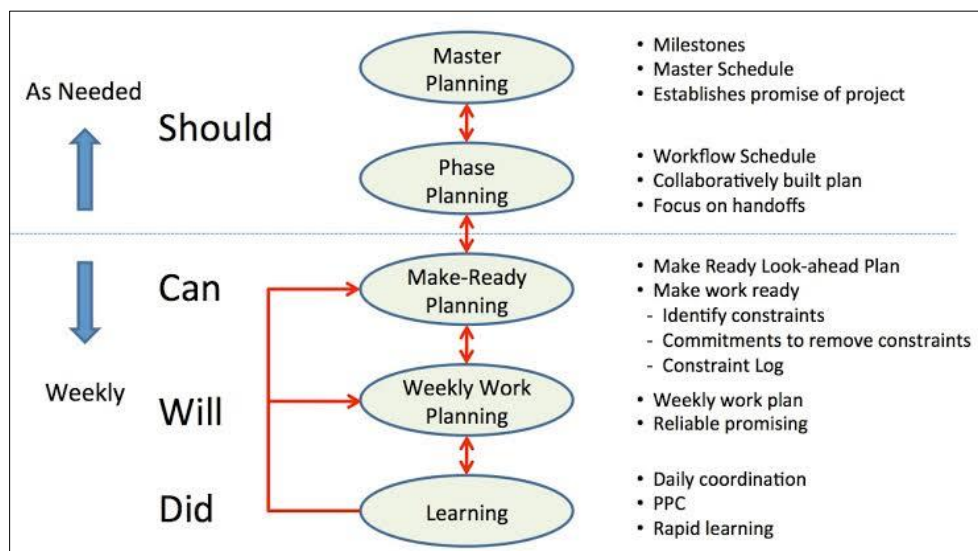 As Needed
Should
Master
Planning
• Milestones
• Master Schedule
• Establishes promise of project
Phase
Planning
• Workflow Schedule
• Collaboratively built plan
• Focus on handoffs
Can
Make-Ready
Planning
• Make Ready Look-ahead Plan
• Make work ready
- Identify constraints
- Commitments to remove constraints
- Constraint Log
Weekly
Will
Weekly Work
Planning
• Weekly work plan
• Reliable promising
Did
Learning
• Daily coordination
• PPC
• Rapid learning